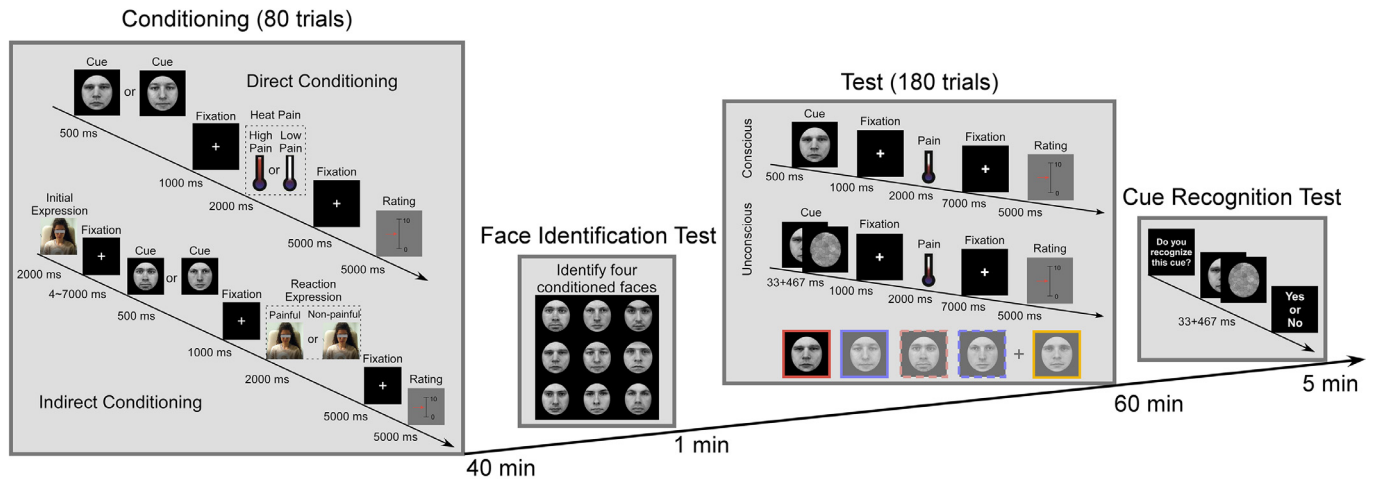 Conditioning (80 trials)
Cue
Cue
or
Direct Conditioning
500 ms
Fixation
Heat Pain
High
Pain
or
Low
Pain
1000 ms
2000 ms
Fixation
5000 ms
Rating
10
0
5000 ms
Initial
Expression
2000 ms
Fixation
4~7000 ms
Cue
or
Cue
500 ms
Fixation
1000 ms
Reaction
Expression
Painful
or
Non-painful
2000 ms
Fixation
5000 ms
Rating
10
0
5000 ms
Indirect Conditioning
40 min
Face Identification Test
Identify four
conditioned faces
1 min
Test (180 trials)
Conscious
Cue
500 ms
Fixation
1000 ms
Pain
2000 ms
Fixation
7000 ms
Rating
10
0
5000 ms
Unconscious
Cue
33+467 ms
Fixation
1000 ms
Pain
2000 ms
Fixation
7000 ms
Rating
10
0
5000 ms
+
60 min
Cue Recognition Test
Do you
recognize
this cue?
33+467 ms
Yes
or
No
5 min